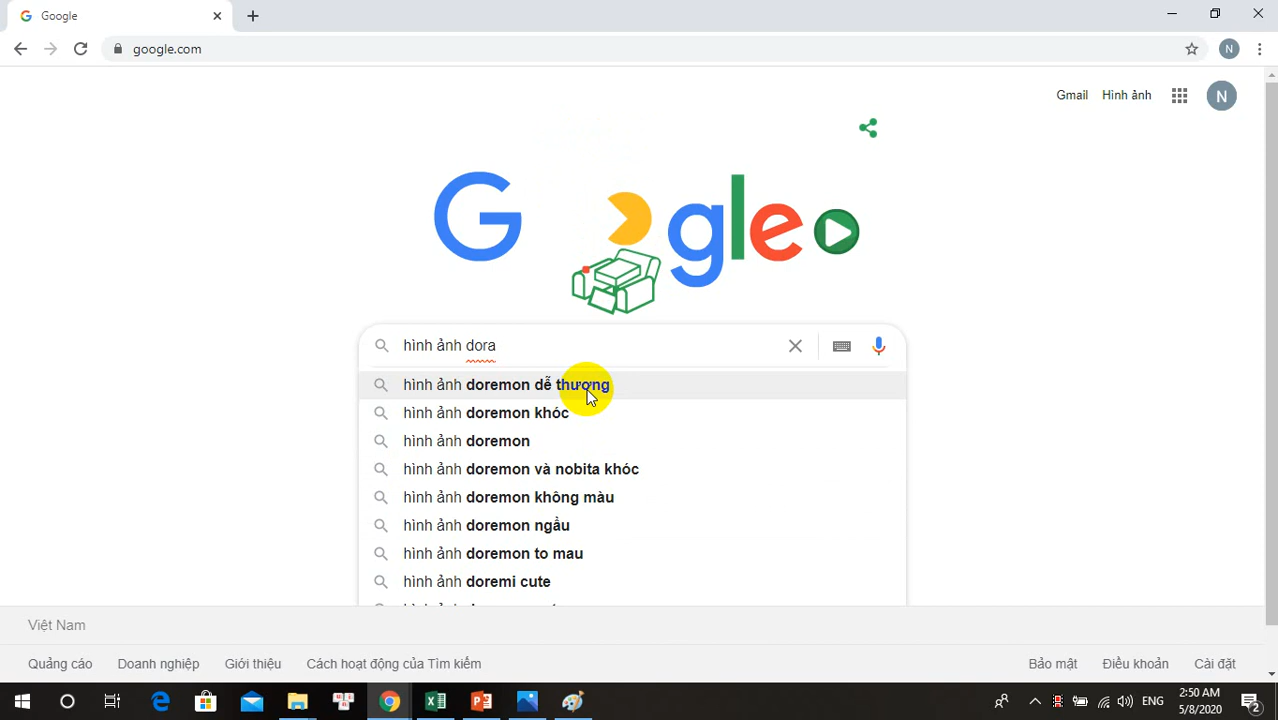 Google
google.com
N
Gmail Hình ảnh N
G gle
hình ảnh dora
hình ảnh doremon dễ thương
hình ảnh doremon khóc
hình ảnh doremon
hình ảnh doremon và nobita khóc
hình ảnh doremon không màu
hình ảnh doremon ngầu
hình ảnh doremon to mau
hình ảnh doremi cute
Việt Nam
Quảng cáo Doanh nghiệp Giới thiệu Cách hoạt động của Tìm kiếm Bảo mật Điều khoản Cài đặt
ENG
2:50 AM
5/8/2020
2